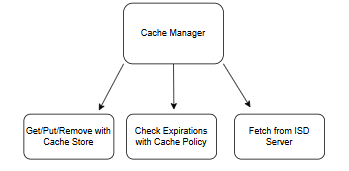 Cache Manager
Get/Put/Remove with
Cache Store
Check Expirations
with Cache Policy
Fetch from ISD
Server